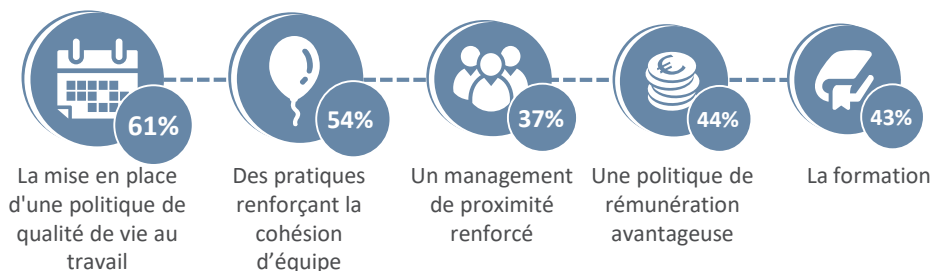 61%
La mise en place
d'une politique de
qualité de vie au
travail
54%
Des pratiques
renforçant la
cohésion
d’équipe
37%
Un management
de proximité
renforcé
€
44%
Une politique de
rémunération
avantageuse
43%
La formation